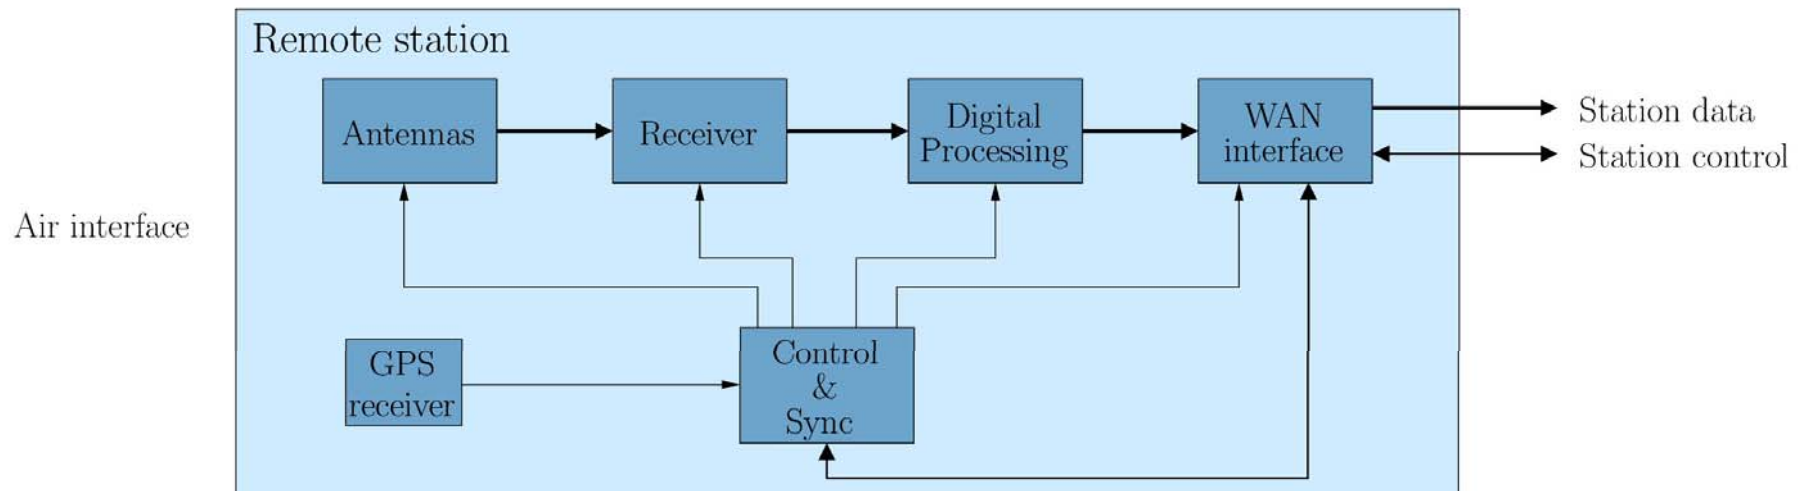 Remote station
Antennas
Receiver
Digital
Processing
WAN
interface
Station data
Station control
Air interface
GPS
receiver
Control
&
Sync